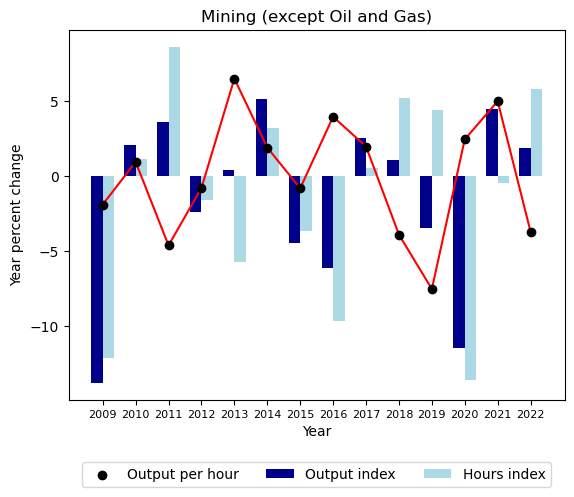 Mining (except Oil and Gas)
Year percent change
5
0
−5
−10
2009 2010 2011 2012 2013 2014 2015 2016 2017 2018 2019 2020 2021 2022
Year
Output per hour Output index Hours index